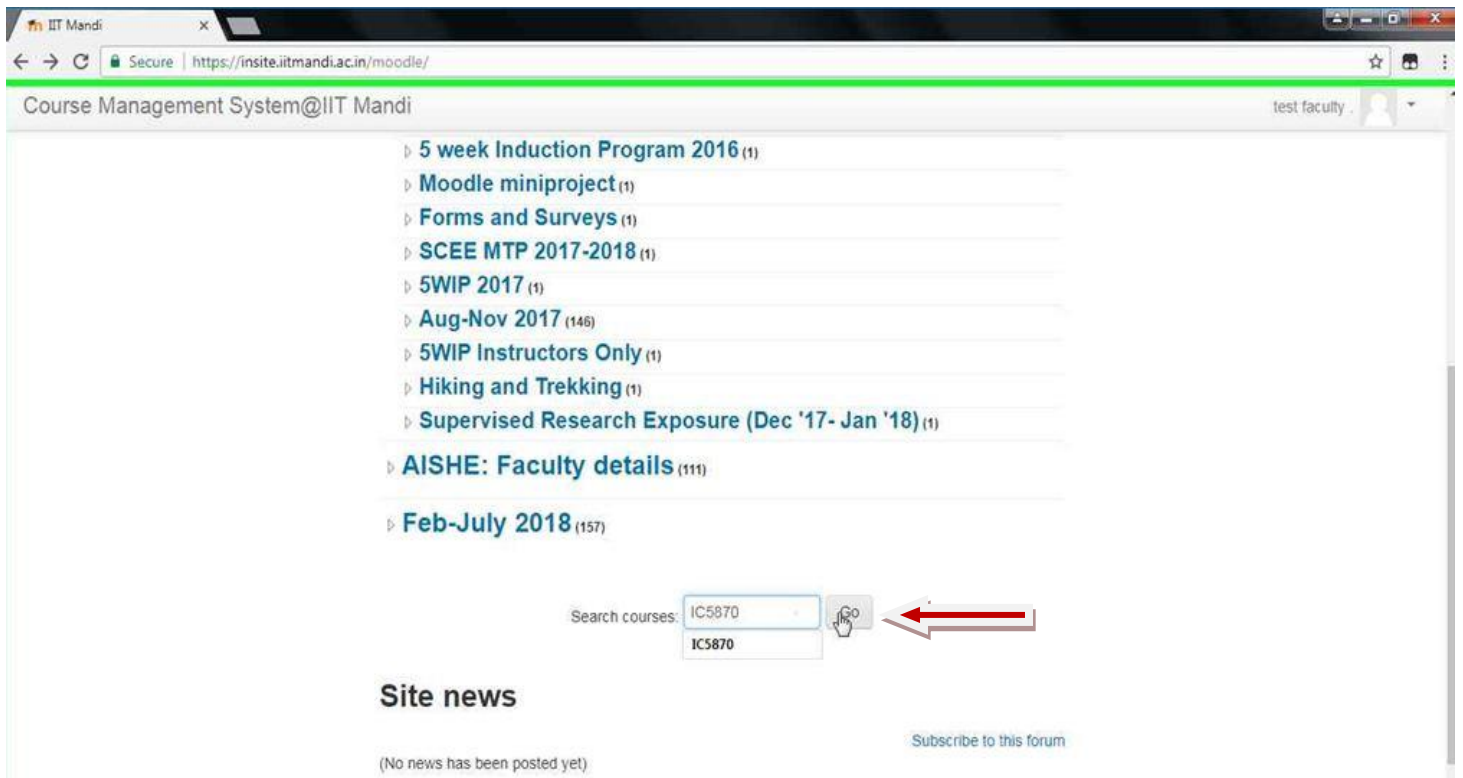 IIT Mandi
Secure | https://insite.iitmandi.ac.in/moodle/
Course Management System@IIT Mandi test faculty .
5 week Induction Program 2016 (1)
Moodle miniproject (1)
Forms and Surveys (1)
SCEE MTP 2017-2018 (1)
5WIP 2017 (1)
Aug-Nov 2017 (146)
5WIP Instructors Only (1)
Hiking and Trekking (1)
Supervised Research Exposure (Dec '17- Jan '18) (1)
AISHE: Faculty details (111)
Feb-July 2018 (157)
Search courses: IC5870 Go
IC5870
Site news
Subscribe to this forum
(No news has been posted yet)